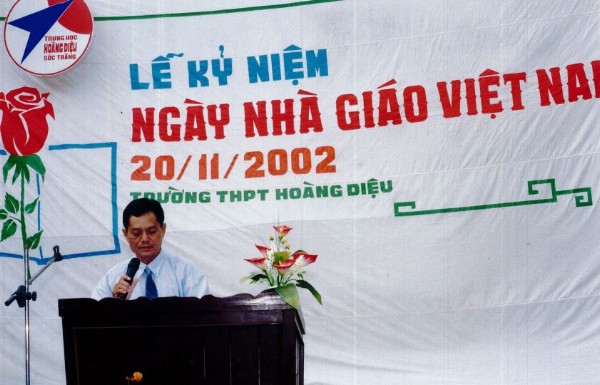 TRUNG HỌC
HOÀNG DIỆU
SÓC TRĂNG
LỄ KỶ NIỆM
NGÀY NHÀ GIÁO VIỆT NAM
20/11/2002
TRƯỜNG THPT HOÀNG DIỆU